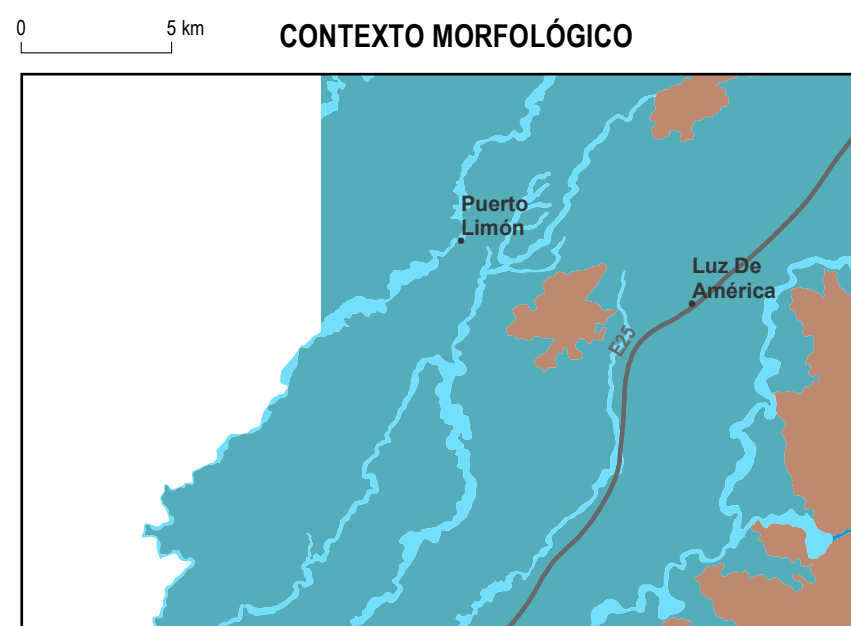 0 5 km
CONTEXTO MORFOLÓGICO
Puerto
Limón
Luz De
América
E25